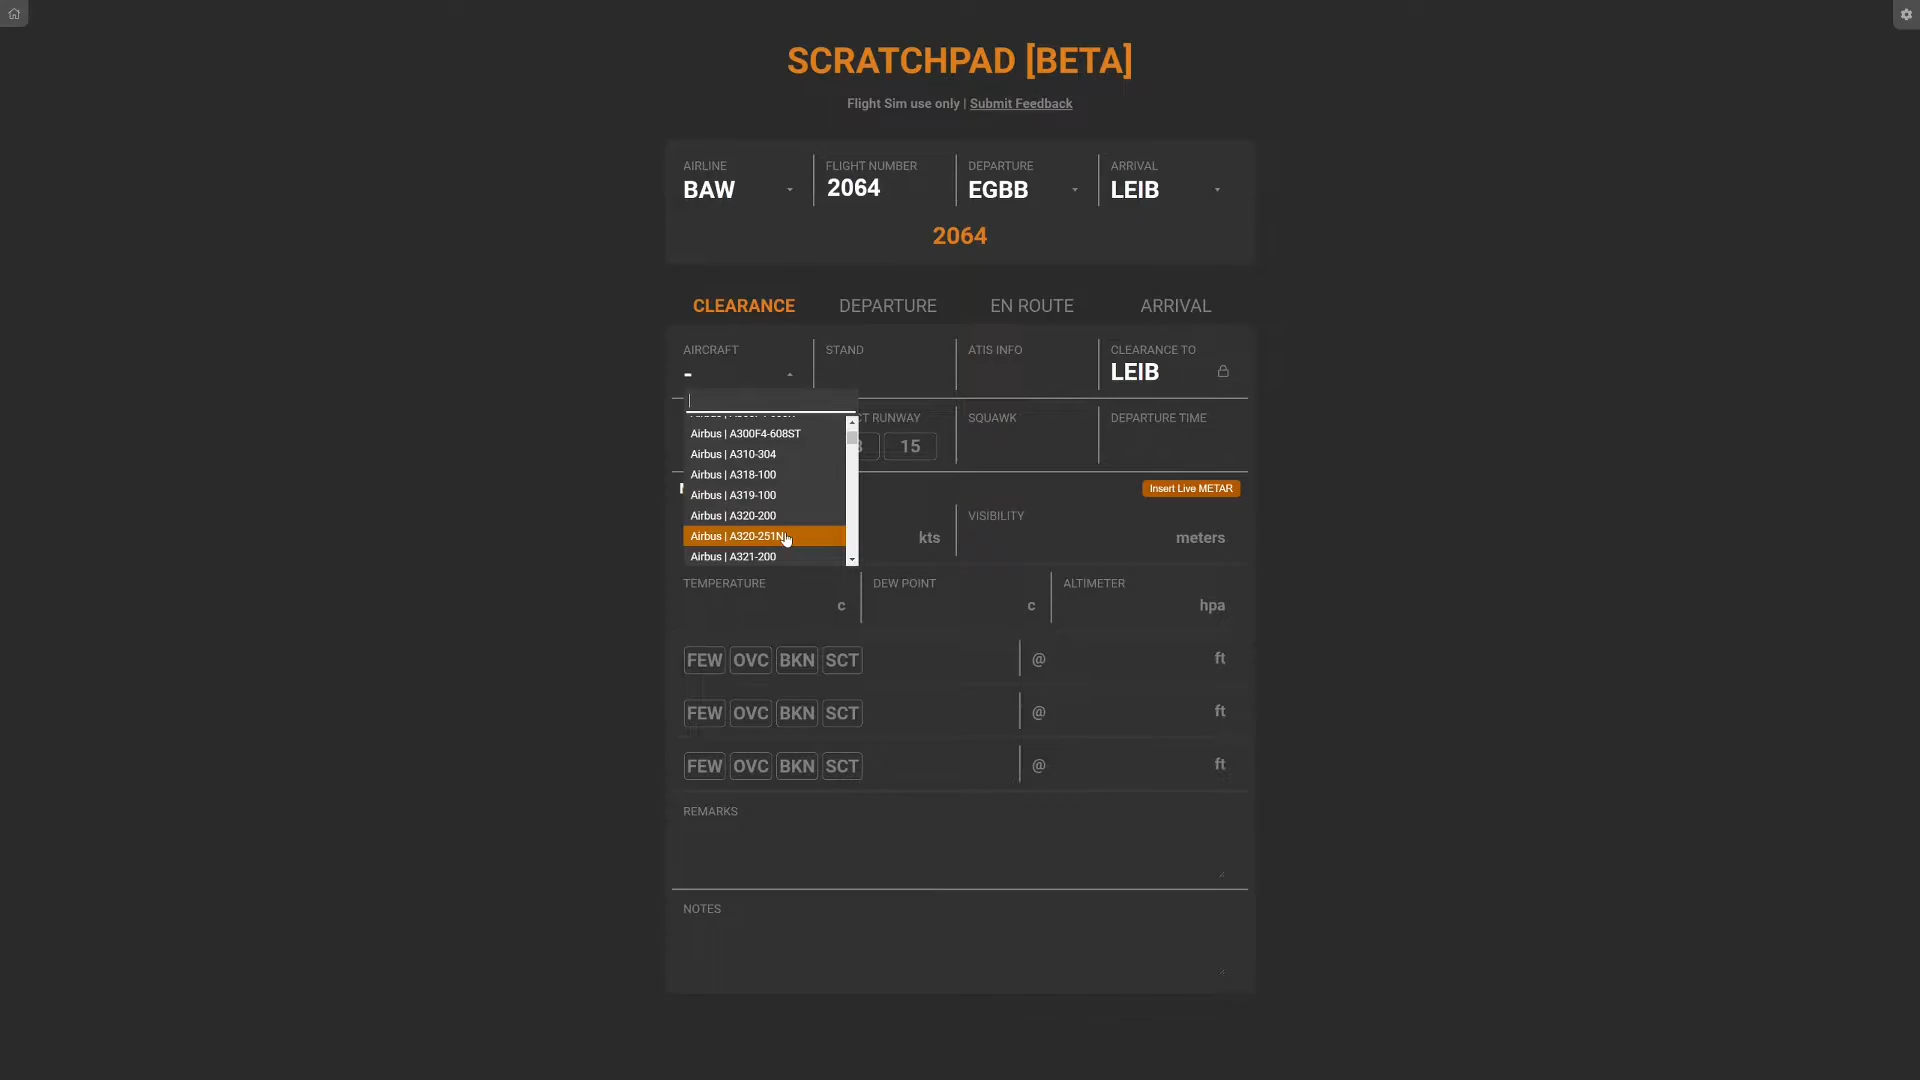 SCRATCHPAD [BETA]
Flight Sim use only | Submit Feedback
AIRLINE
BAW
FLIGHT NUMBER
2064
DEPARTURE
EGBB
ARRIVAL
LEIB
2064
CLEARANCE
DEPARTURE
EN ROUTE
ARRIVAL
AIRCRAFT
-
STAND
ATIS INFO
CLEARANCE TO
LEIB
Airbus | A300F4-608ST
Airbus | A310-304
Airbus | A318-100
Airbus | A319-100
Airbus | A320-200
Airbus | A320-251N
Airbus | A321-200
RUNWAY
15
SQUAWK
DEPARTURE TIME
Insert Live METAR
kts
VISIBILITY
meters
TEMPERATURE
c
DEW POINT
c
ALTIMETER
hpa
FEW OVC BKN SCT @ ft
FEW OVC BKN SCT @ ft
FEW OVC BKN SCT @ ft
REMARKS
NOTES